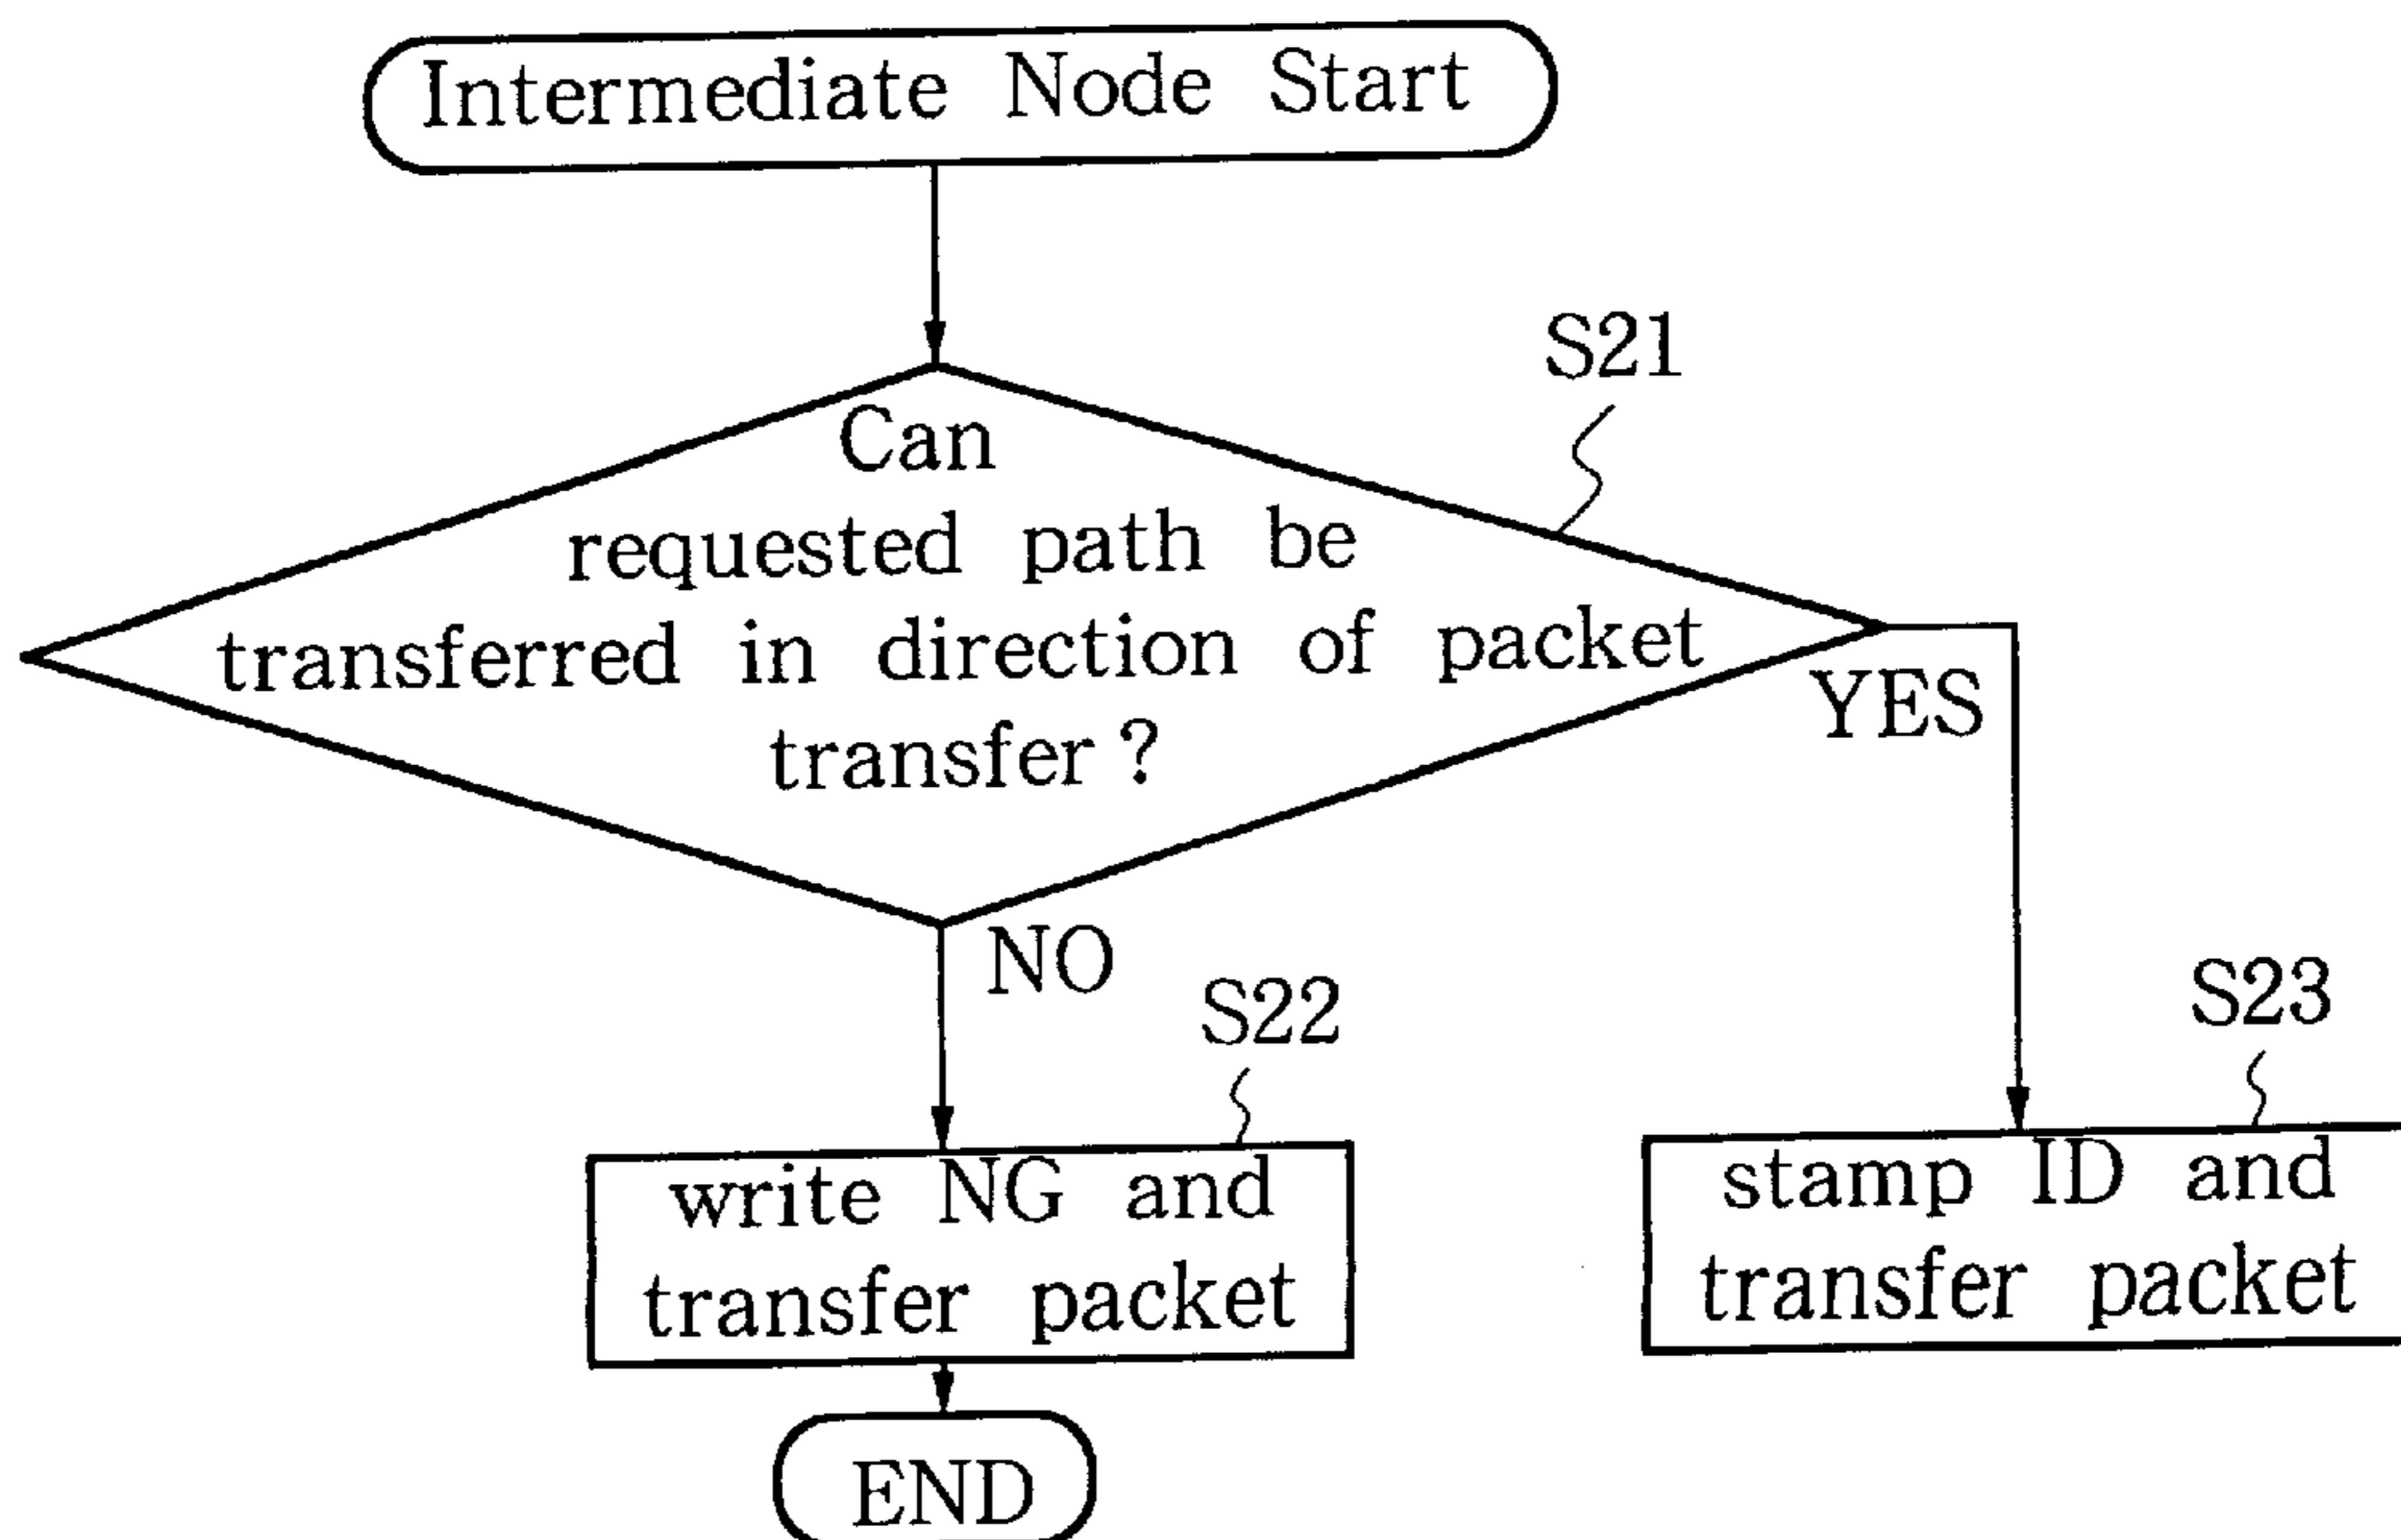 Intermediate Node Start
S21
Can
requested path be
transferred in direction of packet
transfer ?
YES
NO
S22
S23
write NG and
transfer packet
stamp ID and
transfer packet
END